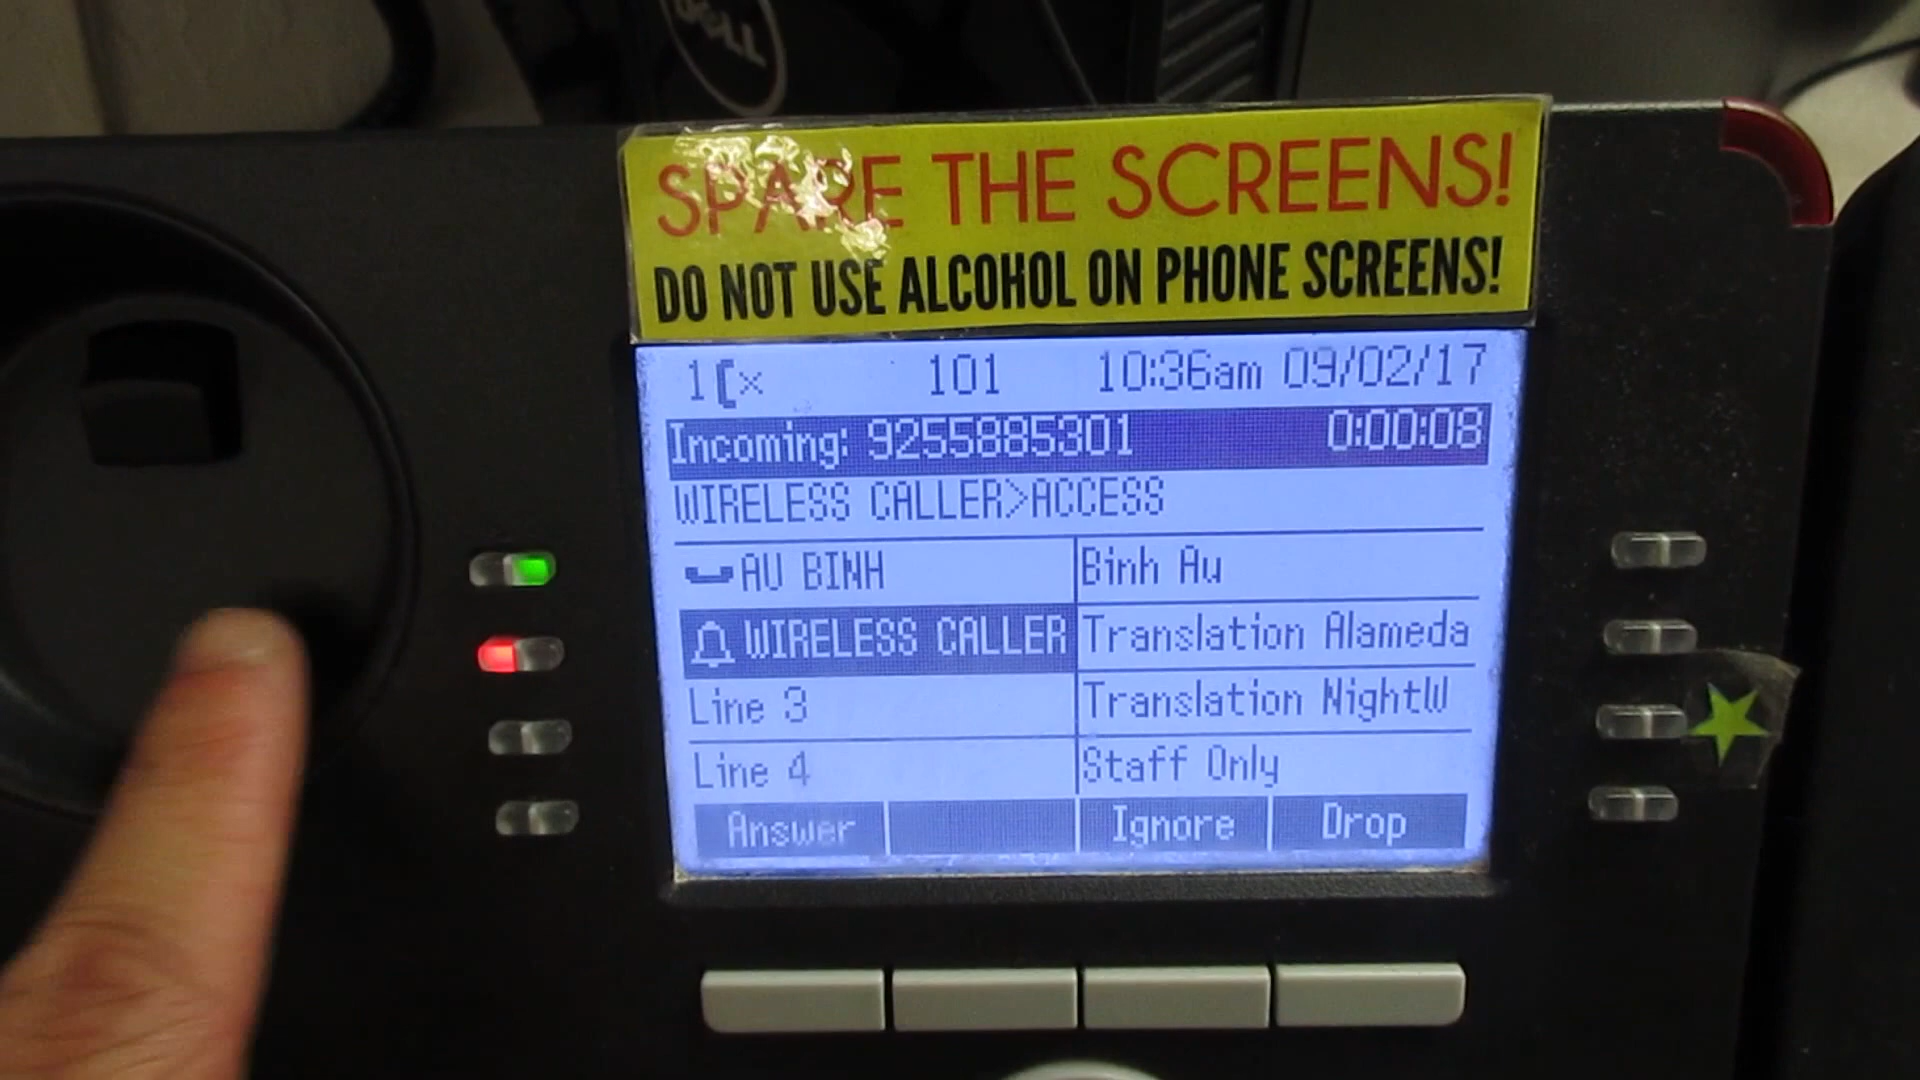 DELL
SPARE THE SCREENS!
DO NOT USE ALCOHOL ON PHONE SCREENS!
1 101 10:36am 09/02/17
Incoming: 9255885301 0:00:08
WIRELESS CALLER>ACCESS
AU BINH Binh Au
WIRELESS CALLER Translation Alameda
Line 3 Translation NightW
Line 4 Staff Only
Answer Ignore Drop